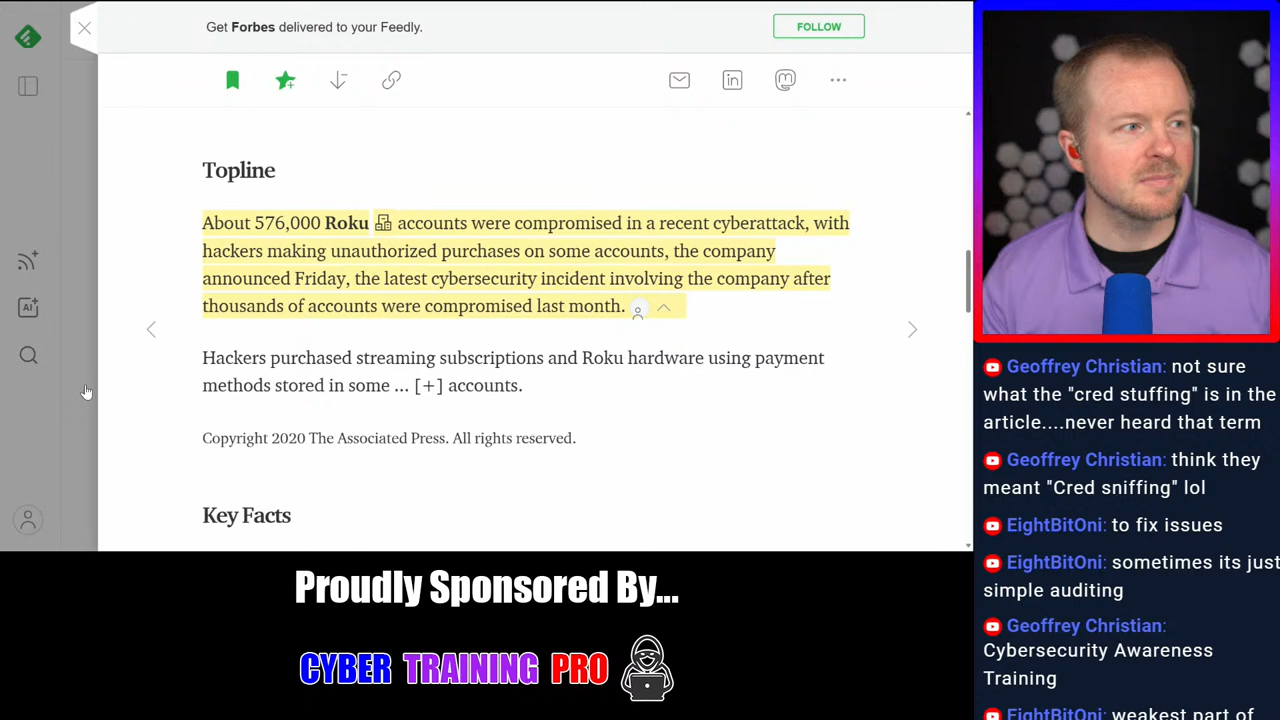 Get Forbes delivered to your Feedly.
FOLLOW
Topline
About 576,000 Roku accounts were compromised in a recent cyberattack, with
hackers making unauthorized purchases on some accounts, the company
announced Friday, the latest cybersecurity incident involving the company after
thousands of accounts were compromised last month.
AI
Hackers purchased streaming subscriptions and Roku hardware using payment
methods stored in some ... [+] accounts.
Copyright 2020 The Associated Press. All rights reserved.
Key Facts
Proudly Sponsored By...
CYBER TRAINING PRO
Geoffrey Christian: not sure
what the "cred stuffing" is in the
article....never heard that term
Geoffrey Christian: think they
meant "Cred sniffing" lol
EightBitOni: to fix issues
EightBitOni: sometimes its just
simple auditing
Geoffrey Christian:
Cybersecurity Awareness
Training
EightBitOni: weakest part of